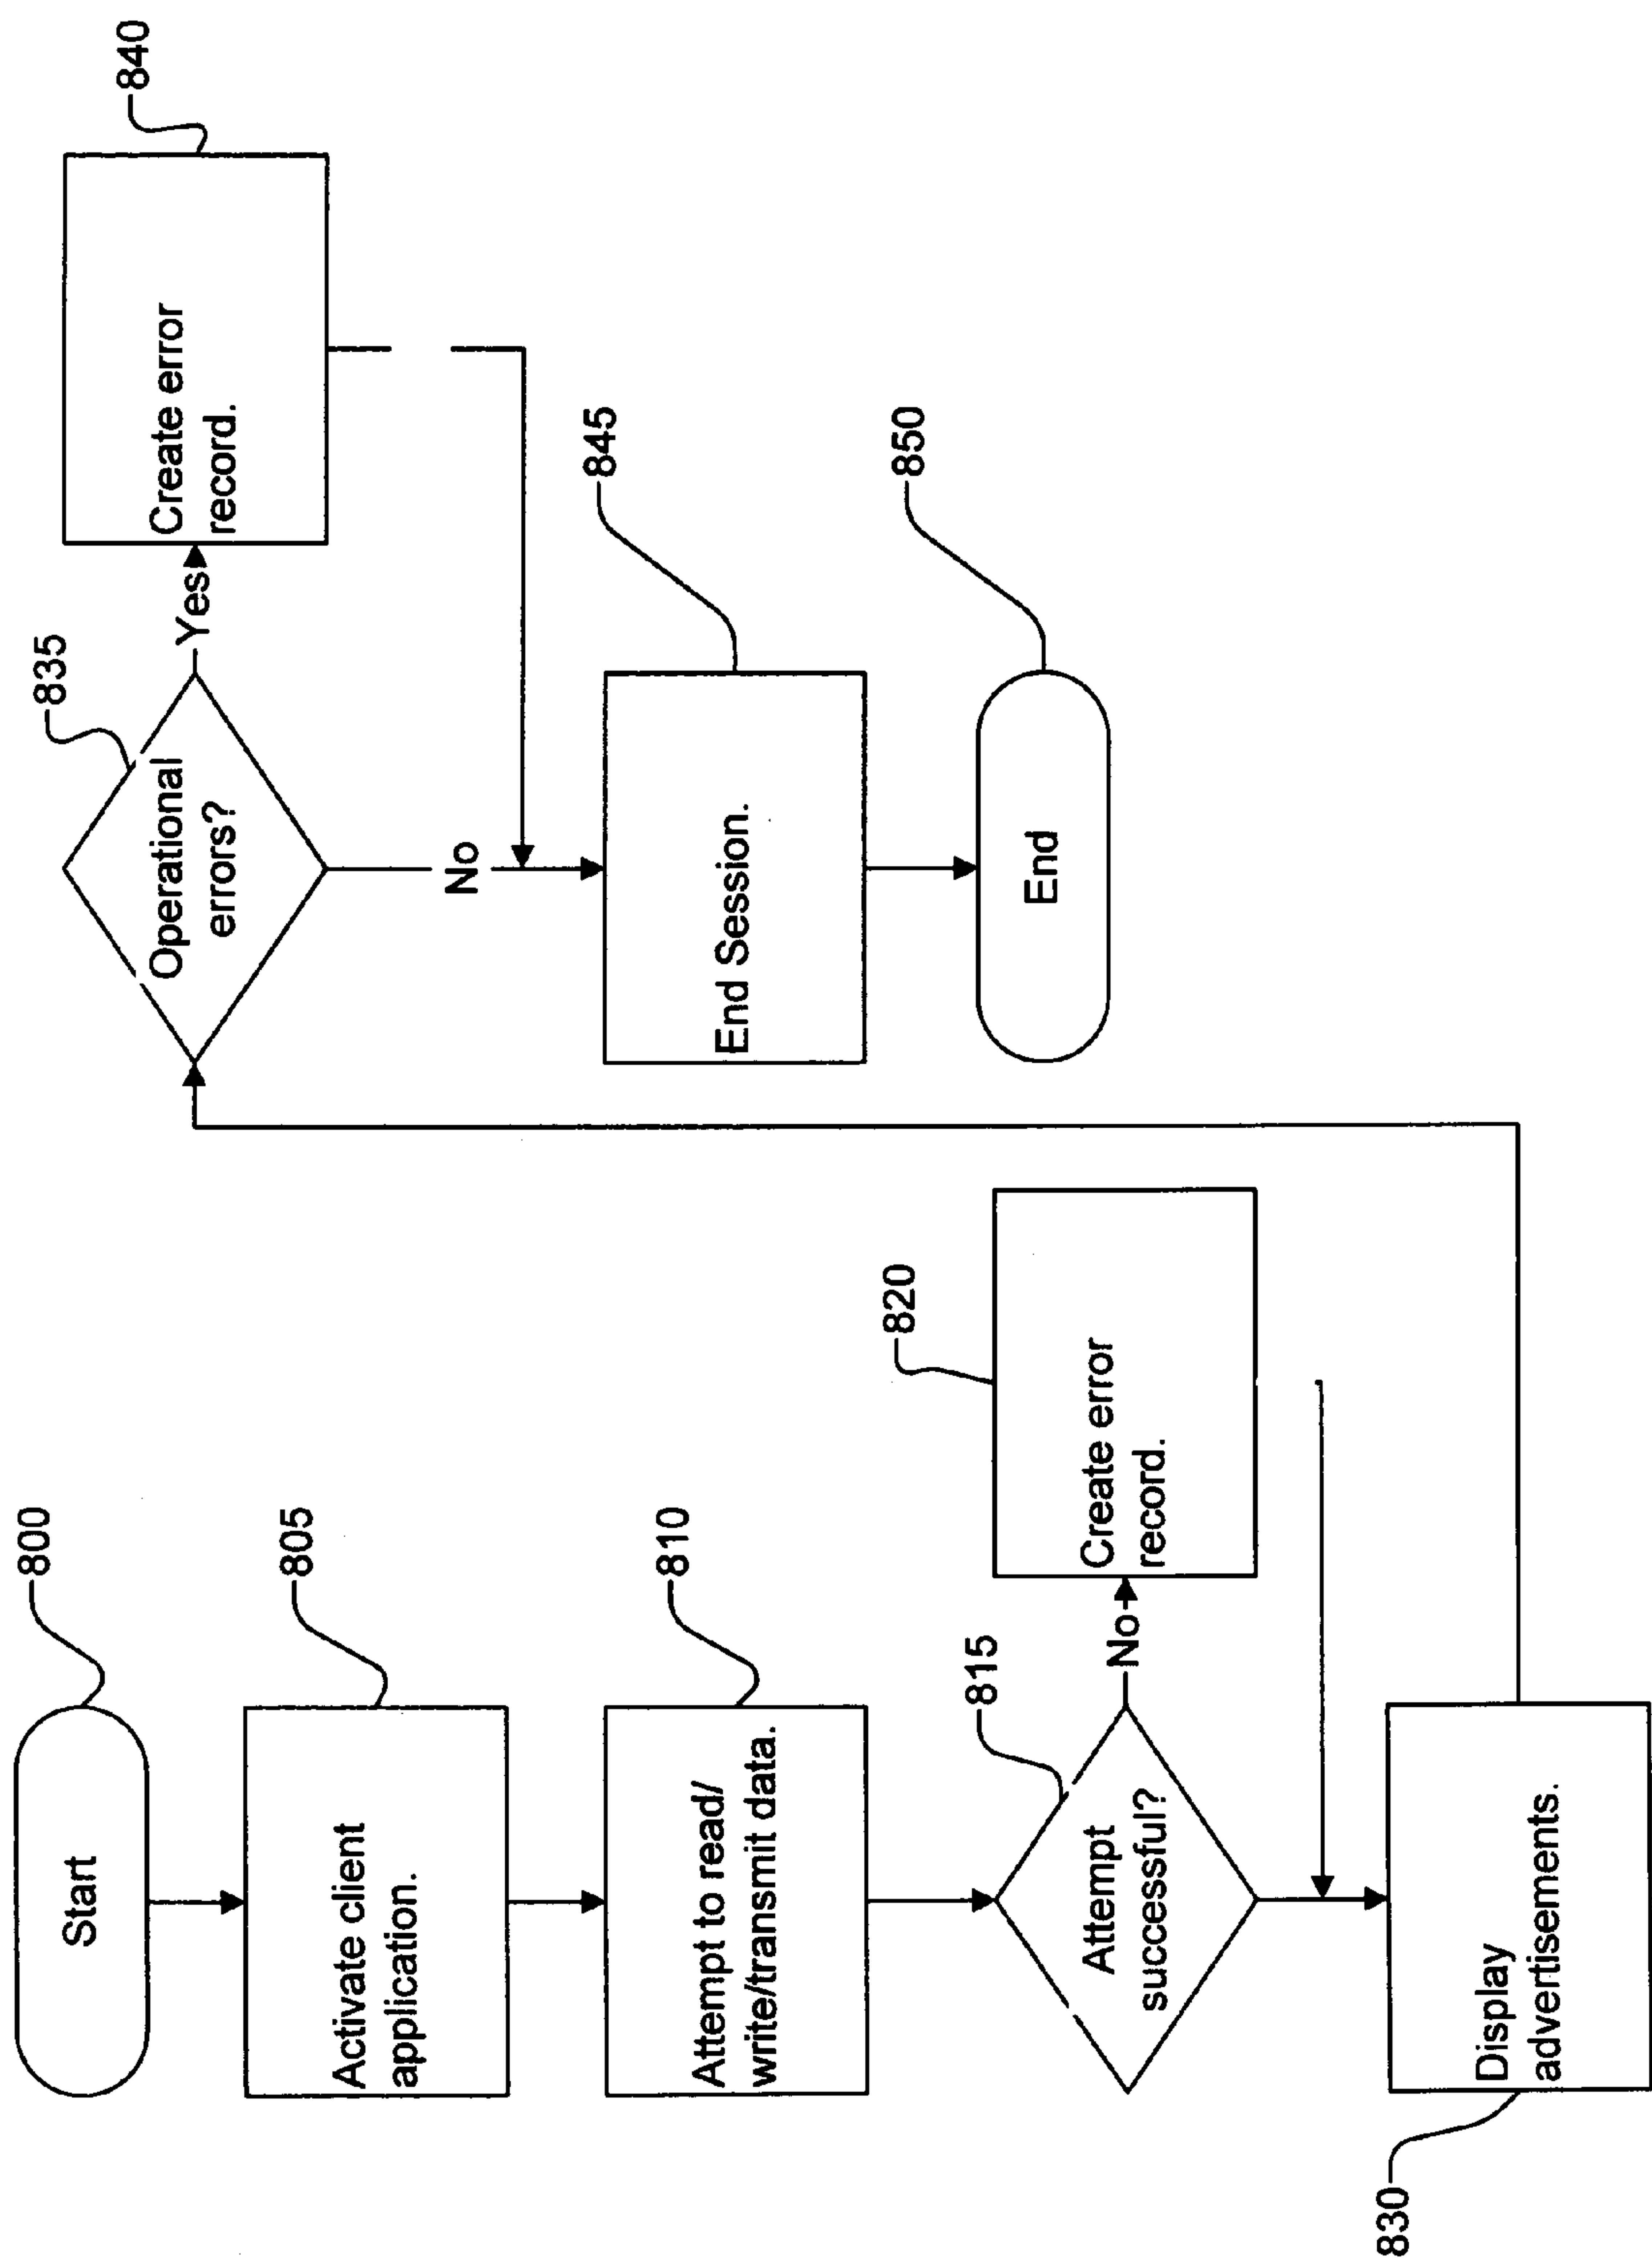 800
Start
805
Activate client
application.
810
Attempt to read/
write/transmit data.
815
Attempt
successful?
No
820
Create error
record.
830
Display
advertisements.
835
Operational
errors?
Yes
840
Create error
record.
No
845
End Session.
850
End